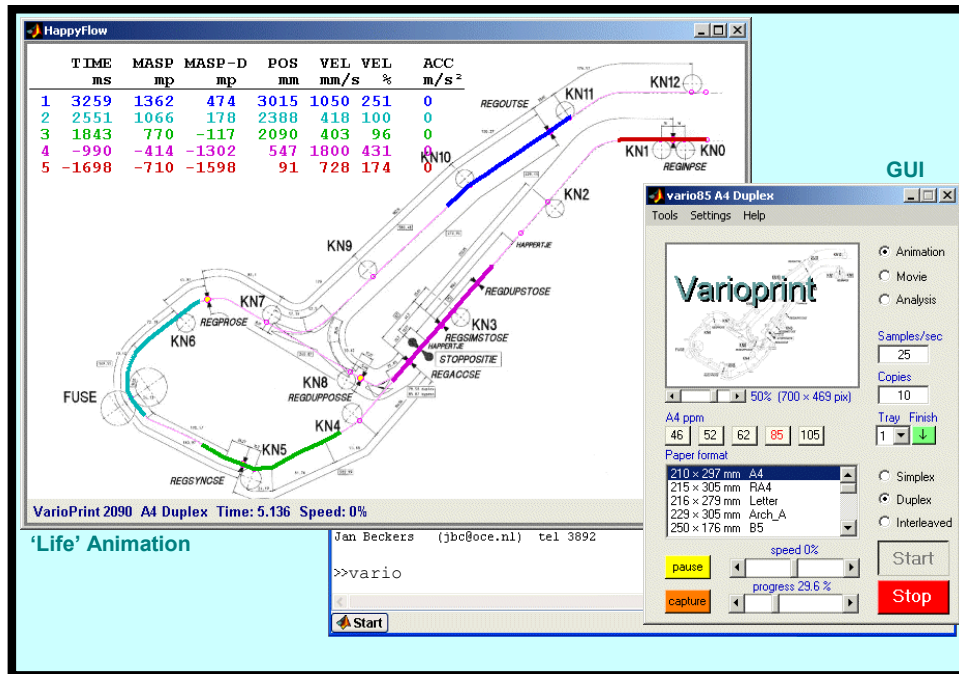 HappyFlow
TIME MASP MASP-D POS VEL VEL ACC
ms mp mp mm mm/s % m/s²
1 3259 1362 474 3015 1050 251 0
2 2551 1066 178 2388 418 100 0
3 1843 770 -117 2090 403 96 0
4 -990 -414 -1302 547 1800 431 0
5 -1698 -710 -1598 91 728 174 0
KN12
KN11
REGOUTSE
KN10
KN1
KN0
REGINPSE
KN2
HAPPERTJE
KN9
REGDUPSTOSE
KN7
REGPROSE
KN6
KN3
REGSIMSTOSE
HAPPERTJE
STOPPOSITIE
REGACCSE
KN8
REGDUPPOSSE
FUSE
KN4
KN5
REGSYNCSE
VarioPrint 2090 A4 Duplex Time: 5.136 Speed: 0%
'Life' Animation
GUI
vario85 A4 Duplex
Tools Settings Help
Varioprint
Animation
Movie
Analysis
Samples/sec
25
Copies
10
50% (700 × 469 pix)
A4 ppm
46 52 62 85 105
Tray Finish
1
Paper format
210 × 297 mm A4
215 × 305 mm RA4
216 × 279 mm Letter
229 × 305 mm Arch_A
250 × 176 mm B5
Simplex
Duplex
Interleaved
pause
speed 0%
Start
capture
progress 29.6 %
Stop
Jan Beckers (jbc@oce.nl) tel 3892
>>vario
Start